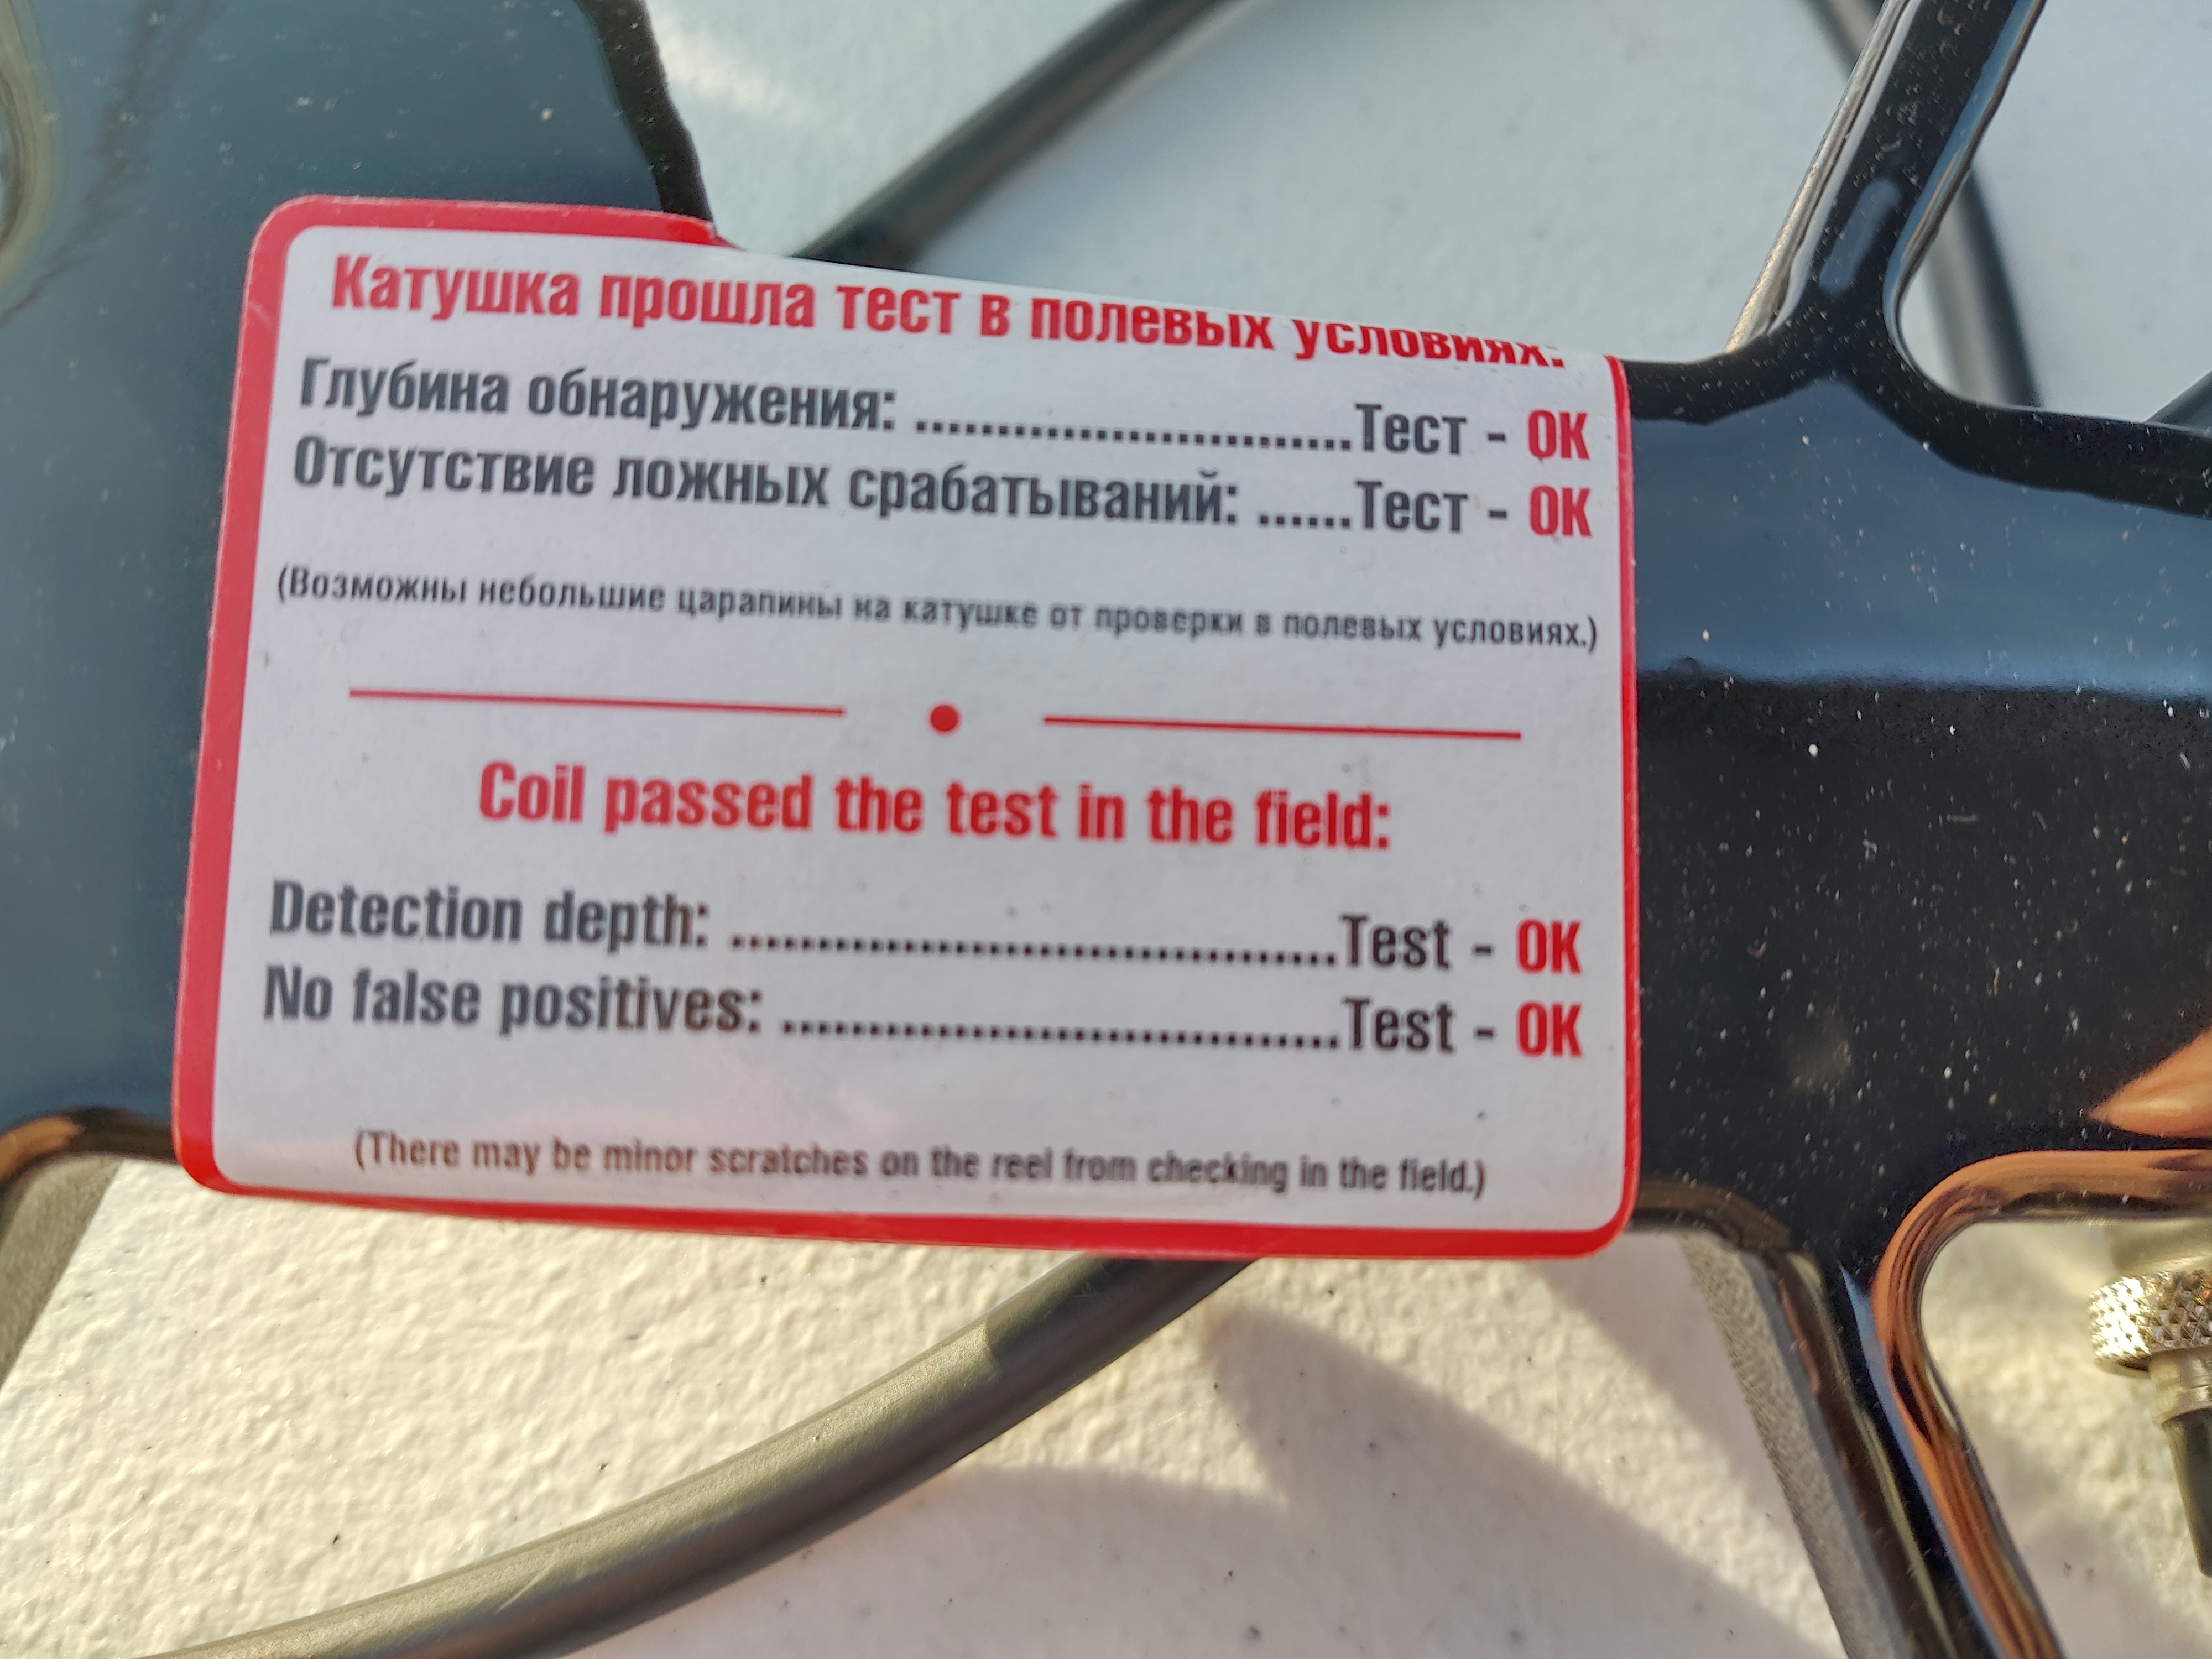 Катушка прошла тест в полевых условиях:
Глубина обнаружения: ...........................Тест - OK
Отсутствие ложных срабатываний: ......Тест - OK
(Возможны небольшие царапины на катушке от проверки в полевых условиях.)
Coil passed the test in the field:
Detection depth: ......................................Test - OK
No false positives: ...................................Test - OK
(There may be minor scratches on the reel from checking in the field.)